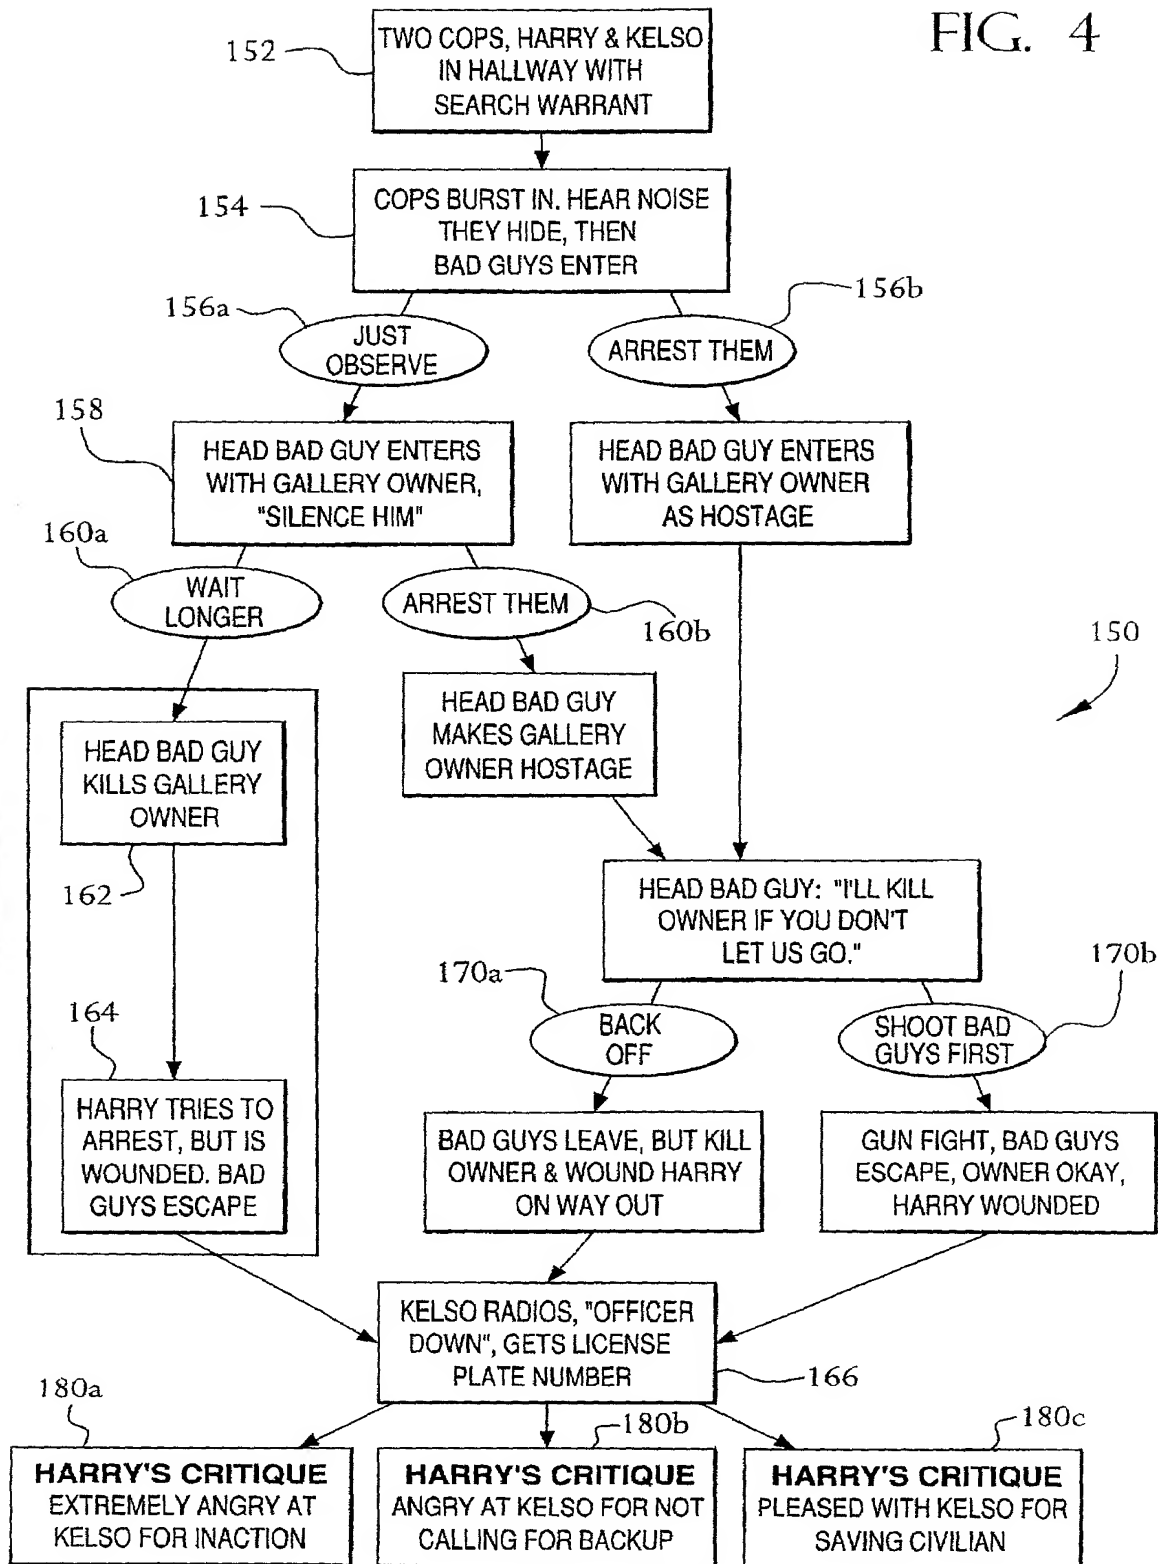 FIG. 4
152
TWO COPS, HARRY & KELSO
IN HALLWAY WITH
SEARCH WARRANT
154
COPS BURST IN. HEAR NOISE
THEY HIDE, THEN
BAD GUYS ENTER
156a
JUST
OBSERVE
156b
ARREST THEM
158
HEAD BAD GUY ENTERS
WITH GALLERY OWNER,
"SILENCE HIM"
HEAD BAD GUY ENTERS
WITH GALLERY OWNER
AS HOSTAGE
160a
WAIT
LONGER
ARREST THEM
160b
150
HEAD BAD GUY
KILLS GALLERY
OWNER
162
HEAD BAD GUY
MAKES GALLERY
OWNER HOSTAGE
HEAD BAD GUY: "I'LL KILL
OWNER IF YOU DON'T
LET US GO."
170a
BACK
OFF
170b
SHOOT BAD
GUYS FIRST
164
HARRY TRIES TO
ARREST, BUT IS
WOUNDED. BAD
GUYS ESCAPE
BAD GUYS LEAVE, BUT KILL
OWNER & WOUND HARRY
ON WAY OUT
GUN FIGHT, BAD GUYS
ESCAPE, OWNER OKAY,
HARRY WOUNDED
KELSO RADIOS, "OFFICER
DOWN", GETS LICENSE
PLATE NUMBER
166
180a
HARRY'S CRITIQUE
EXTREMELY ANGRY AT
KELSO FOR INACTION
180b
HARRY'S CRITIQUE
ANGRY AT KELSO FOR NOT
CALLING FOR BACKUP
180c
HARRY'S CRITIQUE
PLEASED WITH KELSO FOR
SAVING CIVILIAN